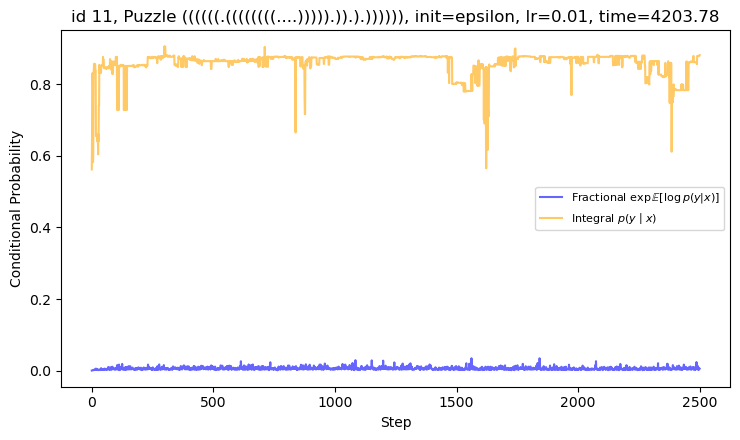 id 11, Puzzle ((((((.((((((((....))))).)).).)))))), init=epsilon, lr=0.01, time=4203.78
Conditional Probability
0.8
0.6
0.4
0.2
0.0
Fractional exp𝔼[log p(y|x)]
Integral p(y | x)
0
500
1000
1500
2000
2500
Step